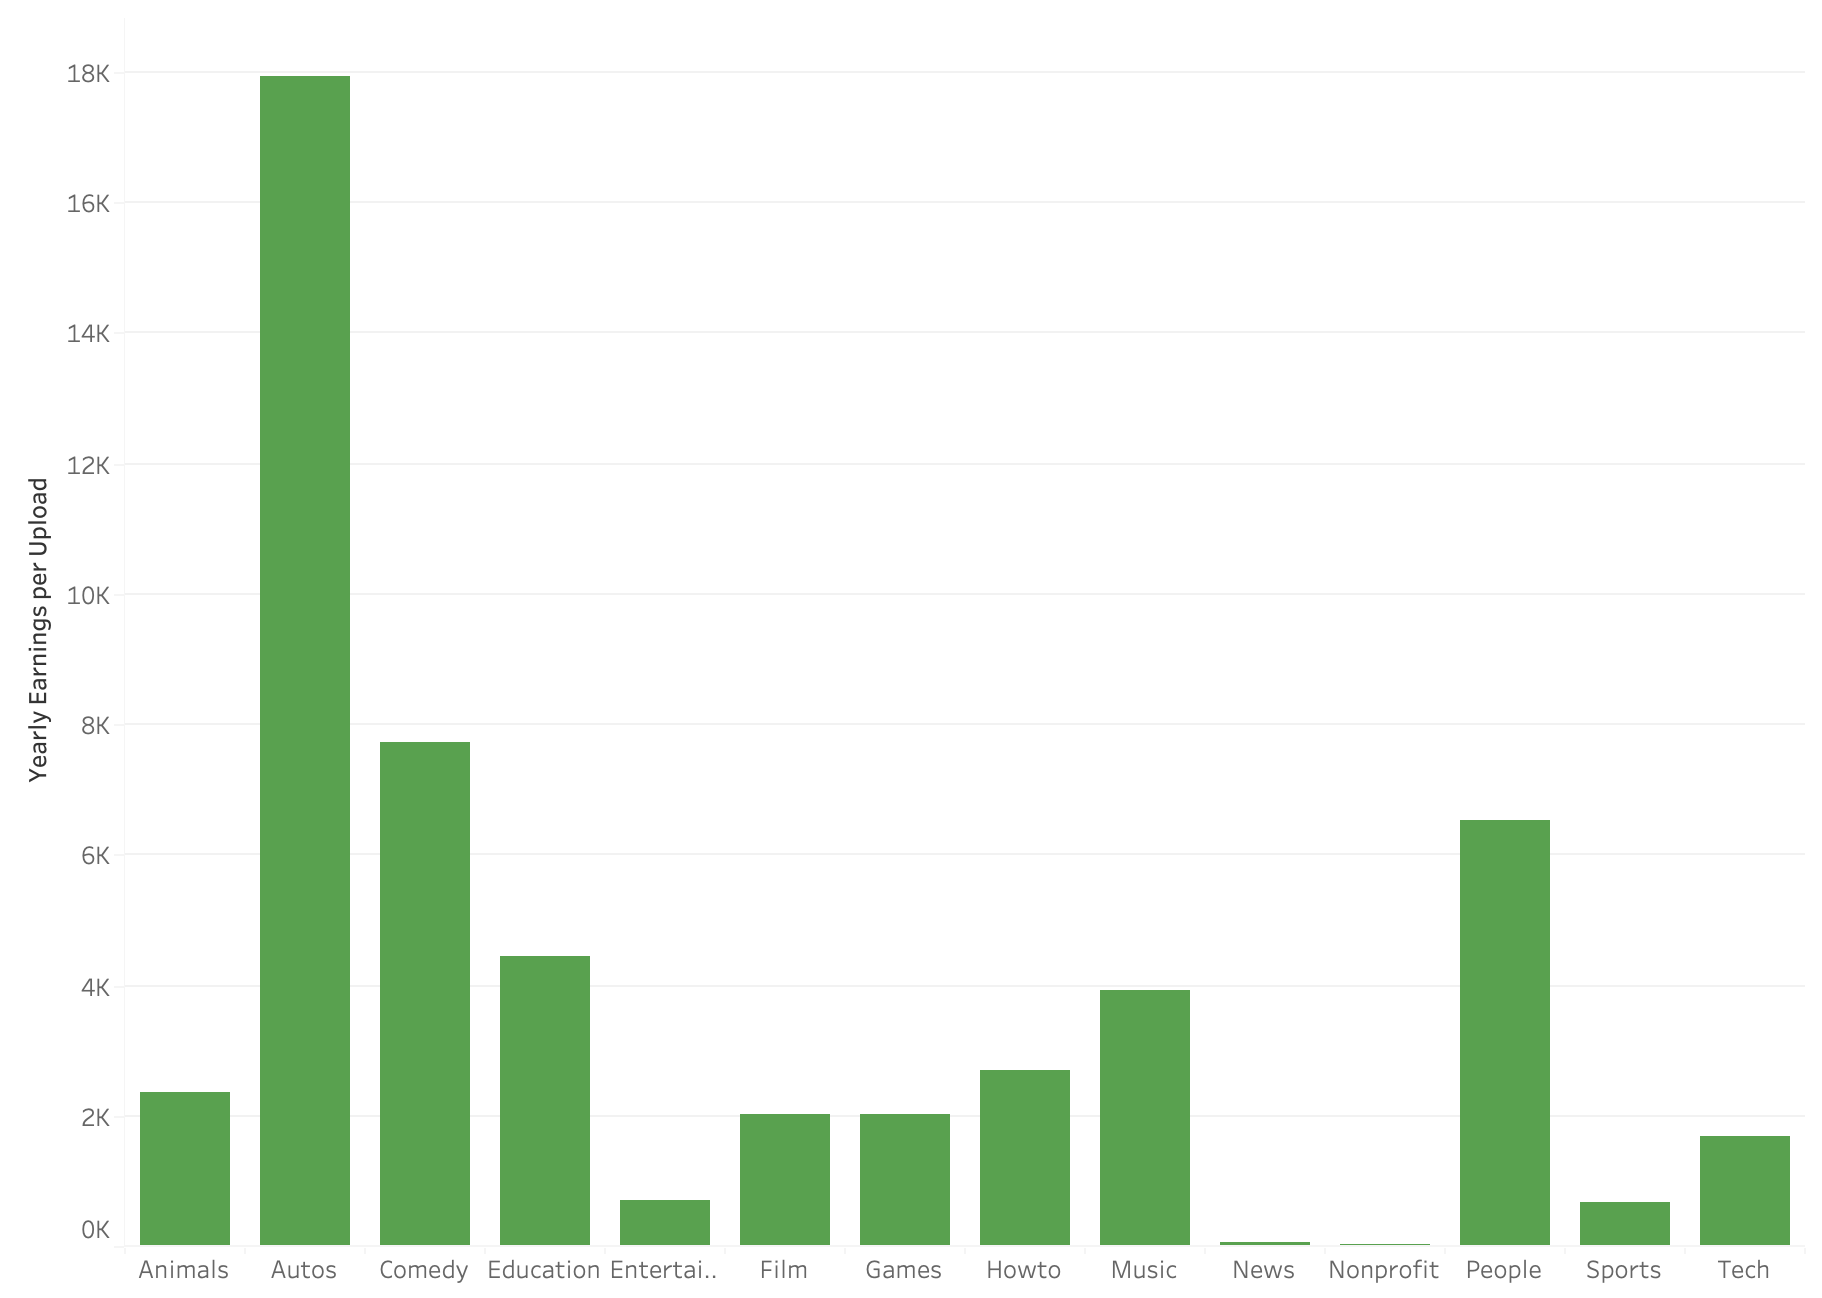 Yearly Earnings per Upload
18K
16K
14K
12K
10K
8K
6K
4K
2K
0K
Animals Autos Comedy Education Entertai.. Film Games Howto Music News Nonprofit People Sports Tech